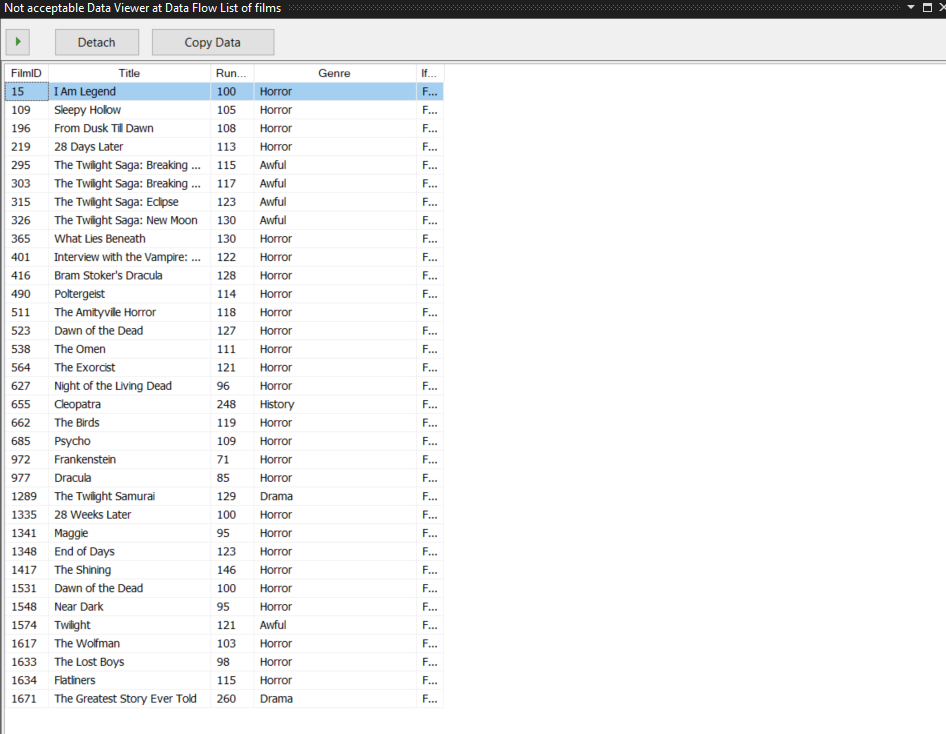 Not acceptable Data Viewer at Data Flow List of films
Detach Copy Data
FilmID Title Run... Genre If...
15 I Am Legend 100 Horror F...
109 Sleepy Hollow 105 Horror F...
196 From Dusk Till Dawn 108 Horror F...
219 28 Days Later 113 Horror F...
295 The Twilight Saga: Breaking ... 115 Awful F...
303 The Twilight Saga: Breaking ... 117 Awful F...
315 The Twilight Saga: Eclipse 123 Awful F...
326 The Twilight Saga: New Moon 130 Awful F...
365 What Lies Beneath 130 Horror F...
401 Interview with the Vampire: ... 122 Horror F...
416 Bram Stoker's Dracula 128 Horror F...
490 Poltergeist 114 Horror F...
511 The Amityville Horror 118 Horror F...
523 Dawn of the Dead 127 Horror F...
538 The Omen 111 Horror F...
564 The Exorcist 121 Horror F...
627 Night of the Living Dead 96 Horror F...
655 Cleopatra 248 History F...
662 The Birds 119 Horror F...
685 Psycho 109 Horror F...
972 Frankenstein 71 Horror F...
977 Dracula 85 Horror F...
1289 The Twilight Samurai 129 Drama F...
1335 28 Weeks Later 100 Horror F...
1341 Maggie 95 Horror F...
1348 End of Days 123 Horror F...
1417 The Shining 146 Horror F...
1531 Dawn of the Dead 100 Horror F...
1548 Near Dark 95 Horror F...
1574 Twilight 121 Awful F...
1617 The Wolfman 103 Horror F...
1633 The Lost Boys 98 Horror F...
1634 Flatliners 115 Horror F...
1671 The Greatest Story Ever Told 260 Drama F...